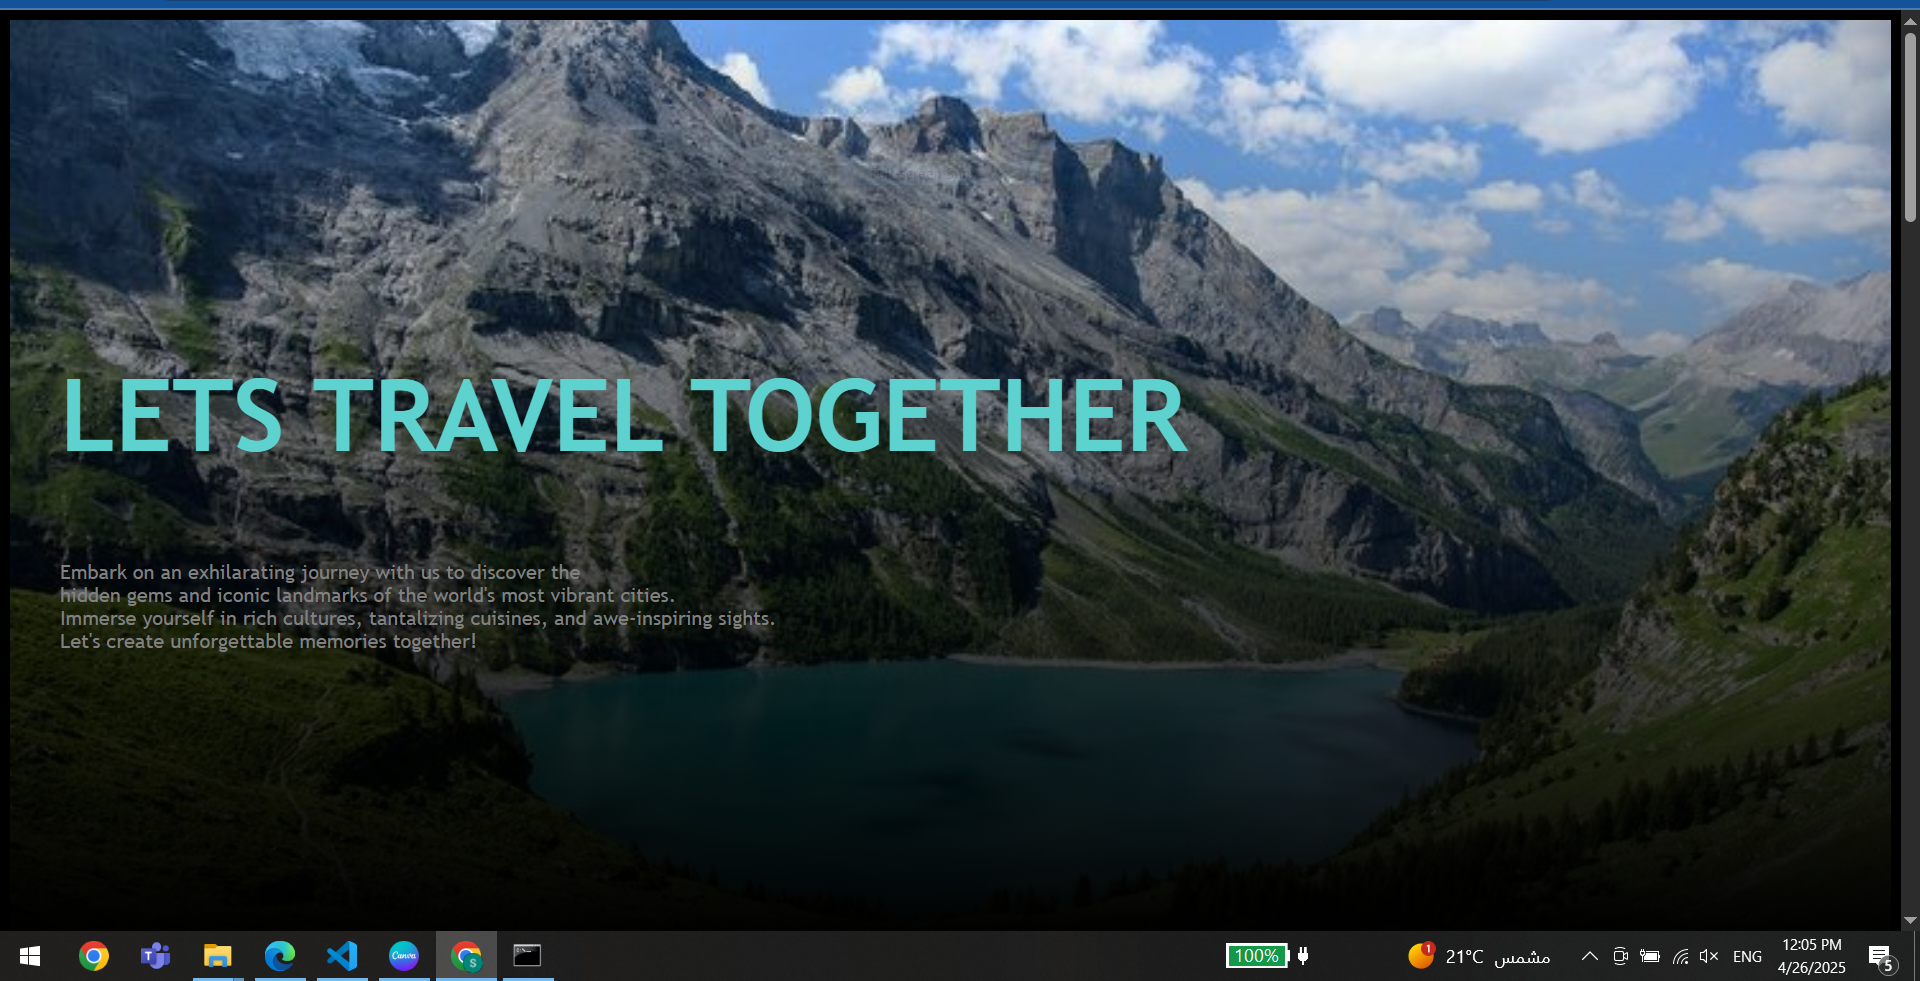 LETS TRAVEL TOGETHER
Embark on an exhilarating journey with us to discover the
hidden gems and iconic landmarks of the world's most vibrant cities.
Immerse yourself in rich cultures, tantalizing cuisines, and awe-inspiring sights.
Let's create unforgettable memories together!
T
Canva
S
100%
1
21°C مشمس
ENG
12:05 PM
4/26/2025
5